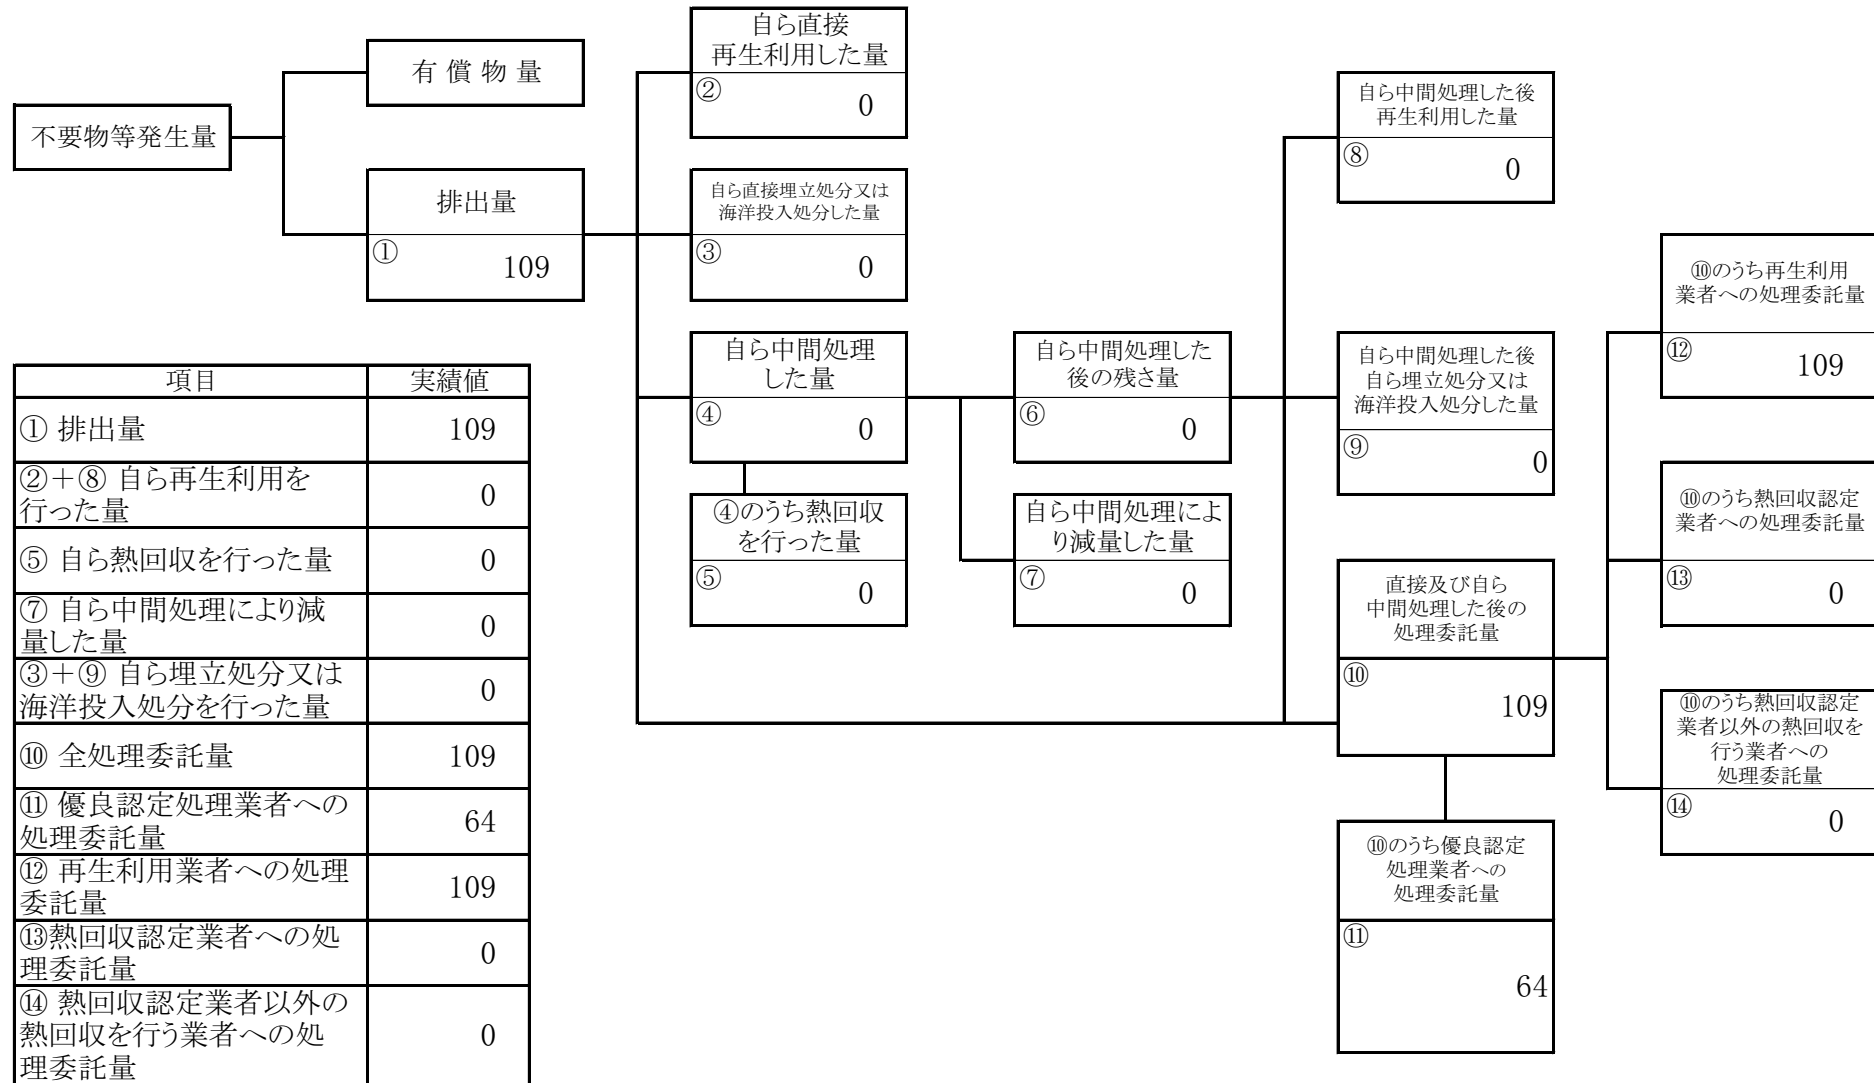 不要物等発生量
有 償 物 量
排出量
①
109
自ら直接
再生利用した量
②
0
自ら直接埋立処分又は
海洋投入処分した量
③
0
自ら中間処理
した量
④
0
④のうち熱回収
を行った量
⑤
0
自ら中間処理した
後の残さ量
⑥
0
自ら中間処理によ
り減量した量
⑦
0
自ら中間処理した後
再生利用した量
⑧
0
自ら中間処理した後
自ら埋立処分又は
海洋投入処分した量
⑨
0
直接及び自ら
中間処理した後の
処理委託量
⑩
109
⑩のうち優良認定
処理業者への
処理委託量
⑪
64
⑩のうち再生利用
業者への処理委託量
⑫
109
⑩のうち熱回収認定
業者への処理委託量
⑬
0
⑩のうち熱回収認定
業者以外の熱回収を
行う業者への
処理委託量
⑭
0
項目 実績値
① 排出量 109
②＋⑧ 自ら再生利用を
行った量 0
⑤ 自ら熱回収を行った量 0
⑦ 自ら中間処理により減
量した量 0
③＋⑨ 自ら埋立処分又は
海洋投入処分を行った量 0
⑩ 全処理委託量 109
⑪ 優良認定処理業者への
処理委託量 64
⑫ 再生利用業者への処理
委託量 109
⑬熱回収認定業者への処
理委託量 0
⑭ 熱回収認定業者以外の
熱回収を行う業者への処
理委託量 0